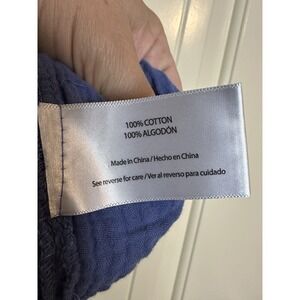 100% COTTON
100% ALGODÓN
Made in China / Hecho en China
See reverse for care / Ver al reverso para cuidado